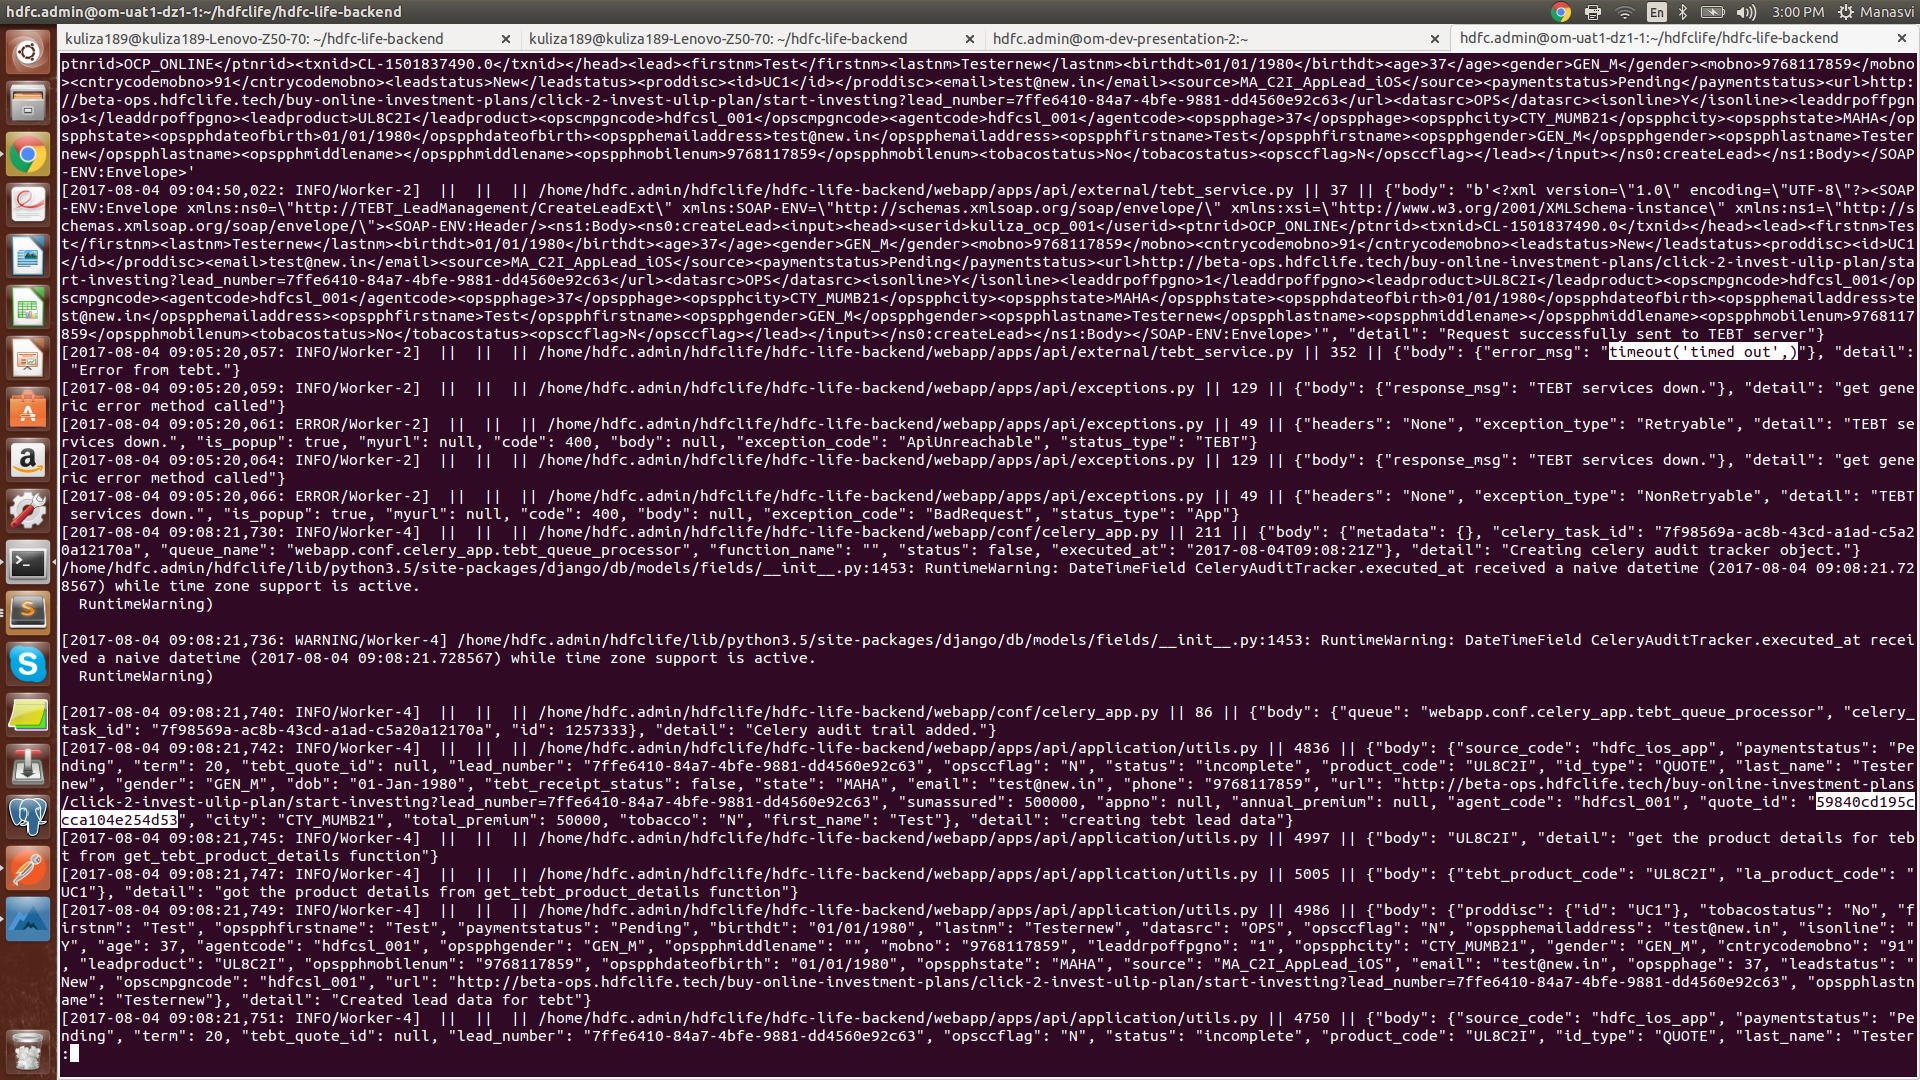 hdfc.admin@om-uat1-dz1-1:~/hdfclife/hdfc-life-backend
En
3:00 PM
Manasvi
kuliza189@kuliza189-Lenovo-Z50-70: ~/hdfc-life-backend
kuliza189@kuliza189-Lenovo-Z50-70: ~/hdfc-life-backend
hdfc.admin@om-dev-presentation-2:~
hdfc.admin@om-uat1-dz1-1:~/hdfclife/hdfc-life-backend
ptnrid>OCP_ONLINE</ptnrid><txnid>CL-1501837490.0</txnid></head><lead><firstnm>Test</firstnm><lastnm>Testernew</lastnm><birthdt>01/01/1980</birthdt><age>37</age><gender>GEN_M</gender><mobno>9768117859</mobno
><cntrycodemobno>91</cntrycodemobno><leadstatus>New</leadstatus><proddisc><id>UC1</id></proddisc><email>test@new.in</email><source>MA_C2I_AppLead_iOS</source><paymentstatus>Pending</paymentstatus><url>http:
//beta-ops.hdfclife.tech/buy-online-investment-plans/click-2-invest-ulip-plan/start-investing?lead_number=7ffe6410-84a7-4bfe-9881-dd4560e92c63</url><datasrc>OPS</datasrc><isonline>Y</isonline><leaddrpoffpgn
o>1</leaddrpoffpgno><leadproduct>UL8C2I</leadproduct><opscmpgncode>hdfcsl_001</opscmpgncode><agentcode>hdfcsl_001</agentcode><opspphage>37</opspphage><opspphcity>CTY_MUMB21</opspphcity><opspphstate>MAHA</op
spphstate><opspphdateofbirth>01/01/1980</opspphdateofbirth><opspphemailaddress>test@new.in</opspphemailaddress><opspphfirstname>Test</opspphfirstname><opspphgender>GEN_M</opspphgender><opspphlastname>Tester
new</opspphlastname><opspphmiddlename></opspphmiddlename><opspphmobilenum>9768117859</opspphmobilenum><tobacostatus>No</tobacostatus><opsccflag>N</opsccflag></lead></input></ns0:createLead></ns1:Body></SOAP
-ENV:Envelope>'
[2017-08-04 09:04:50,022: INFO/Worker-2]  ||  ||  || /home/hdfc.admin/hdfclife/hdfc-life-backend/webapp/apps/api/external/tebt_service.py || 37 || {"body": "b'<?xml version=\"1.0\" encoding=\"UTF-8\"?><SOAP
-ENV:Envelope xmlns:ns0=\"http://TEBT_LeadManagement/CreateLeadExt\" xmlns:SOAP-ENV=\"http://schemas.xmlsoap.org/soap/envelope/\" xmlns:xsi=\"http://www.w3.org/2001/XMLSchema-instance\" xmlns:ns1=\"http://s
chemas.xmlsoap.org/soap/envelope/\"><SOAP-ENV:Header/><ns1:Body><ns0:createLead><input><head><userid>kuliza_ocp_001</userid><ptnrid>OCP_ONLINE</ptnrid><txnid>CL-1501837490.0</txnid></head><lead><firstnm>Tes
t</firstnm><lastnm>Testernew</lastnm><birthdt>01/01/1980</birthdt><age>37</age><gender>GEN_M</gender><mobno>9768117859</mobno><cntrycodemobno>91</cntrycodemobno><leadstatus>New</leadstatus><proddisc><id>UC1
</id></proddisc><email>test@new.in</email><source>MA_C2I_AppLead_iOS</source><paymentstatus>Pending</paymentstatus><url>http://beta-ops.hdfclife.tech/buy-online-investment-plans/click-2-invest-ulip-plan/sta
rt-investing?lead_number=7ffe6410-84a7-4bfe-9881-dd4560e92c63</url><datasrc>OPS</datasrc><isonline>Y</isonline><leaddrpoffpgno>1</leaddrpoffpgno><leadproduct>UL8C2I</leadproduct><opscmpgncode>hdfcsl_001</op
scmpgncode><agentcode>hdfcsl_001</agentcode><opspphage>37</opspphage><opspphcity>CTY_MUMB21</opspphcity><opspphstate>MAHA</opspphstate><opspphdateofbirth>01/01/1980</opspphdateofbirth><opspphemailaddress>te
st@new.in</opspphemailaddress><opspphfirstname>Test</opspphfirstname><opspphgender>GEN_M</opspphgender><opspphlastname>Testernew</opspphlastname><opspphmiddlename></opspphmiddlename><opspphmobilenum>9768117
859</opspphmobilenum><tobacostatus>No</tobacostatus><opsccflag>N</opsccflag></lead></input></ns0:createLead></ns1:Body></SOAP-ENV:Envelope>'", "detail": "Request successfully sent to TEBT server"}
[2017-08-04 09:05:20,057: INFO/Worker-2]  ||  ||  || /home/hdfc.admin/hdfclife/hdfc-life-backend/webapp/apps/api/external/tebt_service.py || 352 || {"body": {"error_msg": "timeout('timed out',)"}, "detail":
 "Error from tebt."}
[2017-08-04 09:05:20,059: INFO/Worker-2]  ||  ||  || /home/hdfc.admin/hdfclife/hdfc-life-backend/webapp/apps/api/exceptions.py || 129 || {"body": {"response_msg": "TEBT services down."}, "detail": "get gene
ric error method called"}
[2017-08-04 09:05:20,061: ERROR/Worker-2]  ||  ||  || /home/hdfc.admin/hdfclife/hdfc-life-backend/webapp/apps/api/exceptions.py || 49 || {"headers": "None", "exception_type": "Retryable", "detail": "TEBT se
rvices down.", "is_popup": true, "myurl": null, "code": 400, "body": null, "exception_code": "ApiUnreachable", "status_type": "TEBT"}
[2017-08-04 09:05:20,064: INFO/Worker-2]  ||  ||  || /home/hdfc.admin/hdfclife/hdfc-life-backend/webapp/apps/api/exceptions.py || 129 || {"body": {"response_msg": "TEBT services down."}, "detail": "get gene
ric error method called"}
[2017-08-04 09:05:20,066: ERROR/Worker-2]  ||  ||  || /home/hdfc.admin/hdfclife/hdfc-life-backend/webapp/apps/api/exceptions.py || 49 || {"headers": "None", "exception_type": "NonRetryable", "detail": "TEBT
 services down.", "is_popup": true, "myurl": null, "code": 400, "body": null, "exception_code": "BadRequest", "status_type": "App"}
[2017-08-04 09:08:21,730: INFO/Worker-4]  ||  ||  || /home/hdfc.admin/hdfclife/hdfc-life-backend/webapp/conf/celery_app.py || 211 || {"body": {"metadata": {}, "celery_task_id": "7f98569a-ac8b-43cd-a1ad-c5a2
0a12170a", "queue_name": "webapp.conf.celery_app.tebt_queue_processor", "function_name": "", "status": false, "executed_at": "2017-08-04T09:08:21Z"}, "detail": "Creating celery audit tracker object."}
/home/hdfc.admin/hdfclife/lib/python3.5/site-packages/django/db/models/fields/__init__.py:1453: RuntimeWarning: DateTimeField CeleryAuditTracker.executed_at received a naive datetime (2017-08-04 09:08:21.72
8567) while time zone support is active.
  RuntimeWarning)
[2017-08-04 09:08:21,736: WARNING/Worker-4] /home/hdfc.admin/hdfclife/lib/python3.5/site-packages/django/db/models/fields/__init__.py:1453: RuntimeWarning: DateTimeField CeleryAuditTracker.executed_at recei
ved a naive datetime (2017-08-04 09:08:21.728567) while time zone support is active.
  RuntimeWarning)
[2017-08-04 09:08:21,740: INFO/Worker-4]  ||  ||  || /home/hdfc.admin/hdfclife/hdfc-life-backend/webapp/conf/celery_app.py || 86 || {"body": {"queue": "webapp.conf.celery_app.tebt_queue_processor", "celery_
task_id": "7f98569a-ac8b-43cd-a1ad-c5a20a12170a", "id": 1257333}, "detail": "Celery audit trail added."}
[2017-08-04 09:08:21,742: INFO/Worker-4]  ||  ||  || /home/hdfc.admin/hdfclife/hdfc-life-backend/webapp/apps/api/application/utils.py || 4836 || {"body": {"source_code": "hdfc_ios_app", "paymentstatus": "Pe
nding", "term": 20, "tebt_quote_id": null, "lead_number": "7ffe6410-84a7-4bfe-9881-dd4560e92c63", "opsccflag": "N", "status": "incomplete", "product_code": "UL8C2I", "id_type": "QUOTE", "last_name": "Tester
new", "gender": "GEN_M", "dob": "01-Jan-1980", "tebt_receipt_status": false, "state": "MAHA", "email": "test@new.in", "phone": "9768117859", "url": "http://beta-ops.hdfclife.tech/buy-online-investment-plans
/click-2-invest-ulip-plan/start-investing?lead_number=7ffe6410-84a7-4bfe-9881-dd4560e92c63", "sumassured": 500000, "appno": null, "annual_premium": null, "agent_code": "hdfcsl_001", "quote_id": "59840cd195c
cca104e254d53", "city": "CTY_MUMB21", "total_premium": 50000, "tobacco": "N", "first_name": "Test"}, "detail": "creating tebt lead data"}
[2017-08-04 09:08:21,745: INFO/Worker-4]  ||  ||  || /home/hdfc.admin/hdfclife/hdfc-life-backend/webapp/apps/api/application/utils.py || 4997 || {"body": "UL8C2I", "detail": "get the product details for teb
t from get_tebt_product_details function"}
[2017-08-04 09:08:21,747: INFO/Worker-4]  ||  ||  || /home/hdfc.admin/hdfclife/hdfc-life-backend/webapp/apps/api/application/utils.py || 5005 || {"body": {"tebt_product_code": "UL8C2I", "la_product_code": "
UC1"}, "detail": "got the product details from get_tebt_product_details function"}
[2017-08-04 09:08:21,749: INFO/Worker-4]  ||  ||  || /home/hdfc.admin/hdfclife/hdfc-life-backend/webapp/apps/api/application/utils.py || 4986 || {"body": {"proddisc": {"id": "UC1"}, "tobacostatus": "No", "f
irstnm": "Test", "opspphfirstname": "Test", "paymentstatus": "Pending", "birthdt": "01/01/1980", "lastnm": "Testernew", "datasrc": "OPS", "opsccflag": "N", "opspphemailaddress": "test@new.in", "isonline": "
Y", "age": 37, "agentcode": "hdfcsl_001", "opspphgender": "GEN_M", "opspphmiddlename": "", "mobno": "9768117859", "leaddrpoffpgno": "1", "opspphcity": "CTY_MUMB21", "gender": "GEN_M", "cntrycodemobno": "91"
, "leadproduct": "UL8C2I", "opspphmobilenum": "9768117859", "opspphdateofbirth": "01/01/1980", "opspphstate": "MAHA", "source": "MA_C2I_AppLead_iOS", "email": "test@new.in", "opspphage": 37, "leadstatus": "
New", "opscmpgncode": "hdfcsl_001", "url": "http://beta-ops.hdfclife.tech/buy-online-investment-plans/click-2-invest-ulip-plan/start-investing?lead_number=7ffe6410-84a7-4bfe-9881-dd4560e92c63", "opspphlastn
ame": "Testernew"}, "detail": "Created lead data for tebt"}
[2017-08-04 09:08:21,751: INFO/Worker-4]  ||  ||  || /home/hdfc.admin/hdfclife/hdfc-life-backend/webapp/apps/api/application/utils.py || 4750 || {"body": {"source_code": "hdfc_ios_app", "paymentstatus": "Pe
nding", "term": 20, "tebt_quote_id": null, "lead_number": "7ffe6410-84a7-4bfe-9881-dd4560e92c63", "opsccflag": "N", "status": "incomplete", "product_code": "UL8C2I", "id_type": "QUOTE", "last_name": "Tester
: